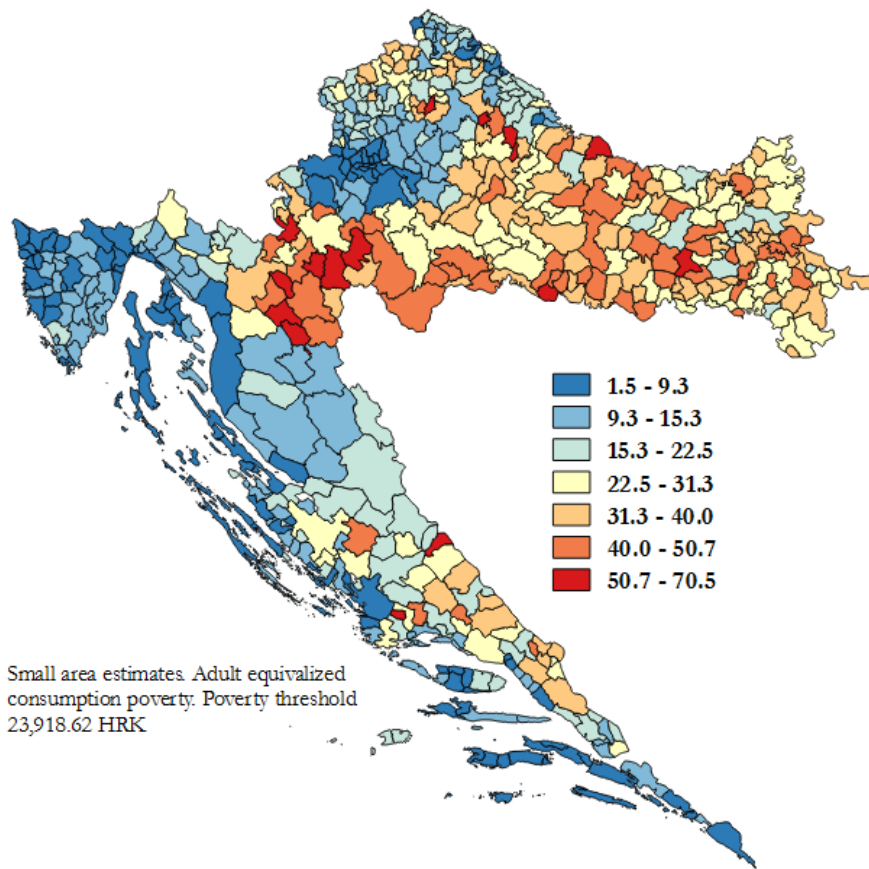 1.5 - 9.3
9.3 - 15.3
15.3 - 22.5
22.5 - 31.3
31.3 - 40.0
40.0 - 50.7
50.7 - 70.5
Small area estimates. Adult equivalized
consumption poverty. Poverty threshold
23,918.62 HRK